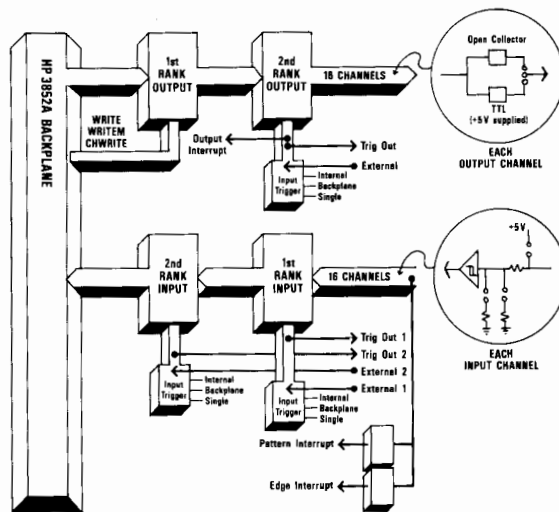 HP 3852A BACKPLANE
1st
RANK
OUTPUT
2nd
RANK
OUTPUT
16 CHANNELS
Open Collector
TTL
(+5V supplied)
EACH
OUTPUT CHANNEL
WRITE
WRITEM
CHWRITE
Output
Interrupt
Trig Out
External
Input
Trigger
Internal
Backplane
Single
2nd
RANK
INPUT
1st
RANK
INPUT
16 CHANNELS
+5V
EACH
INPUT CHANNEL
Trig Out 1
Trig Out 2
External 2
External 1
Input
Trigger
Internal
Backplane
Single
Input
Trigger
Internal
Backplane
Single
Pattern Interrupt
Edge Interrupt